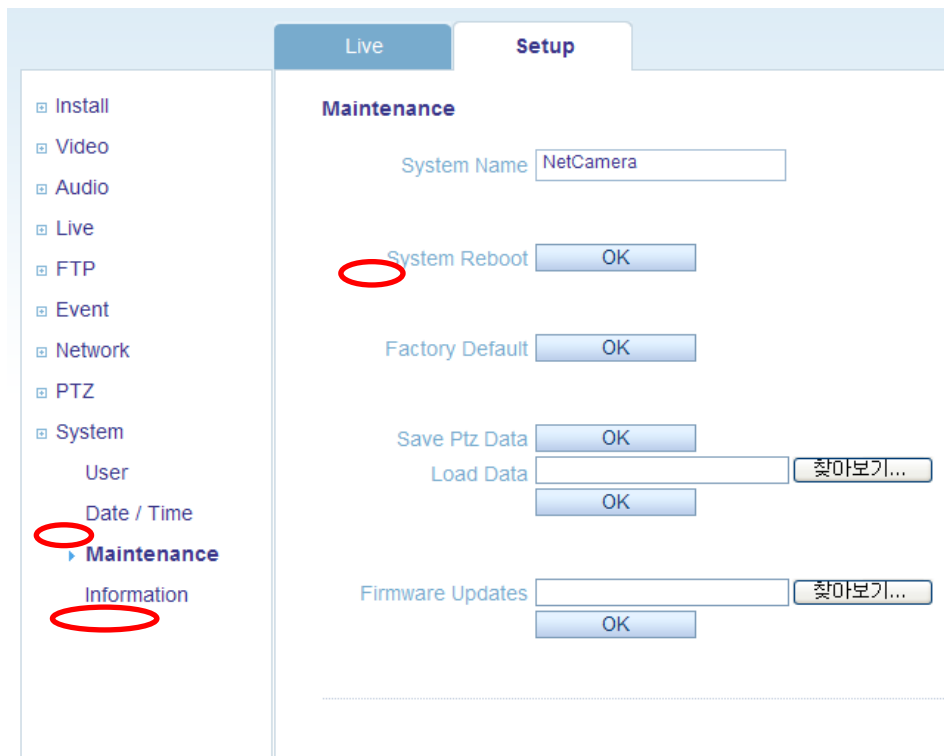 Live
Setup
Install
Video
Audio
Live
FTP
Event
Network
PTZ
System
User
Date / Time
Maintenance
Information
Maintenance
System Name NetCamera
System Reboot OK
Factory Default OK
Save Ptz Data OK
Load Data 찾아보기...
OK
Firmware Updates 찾아보기...
OK